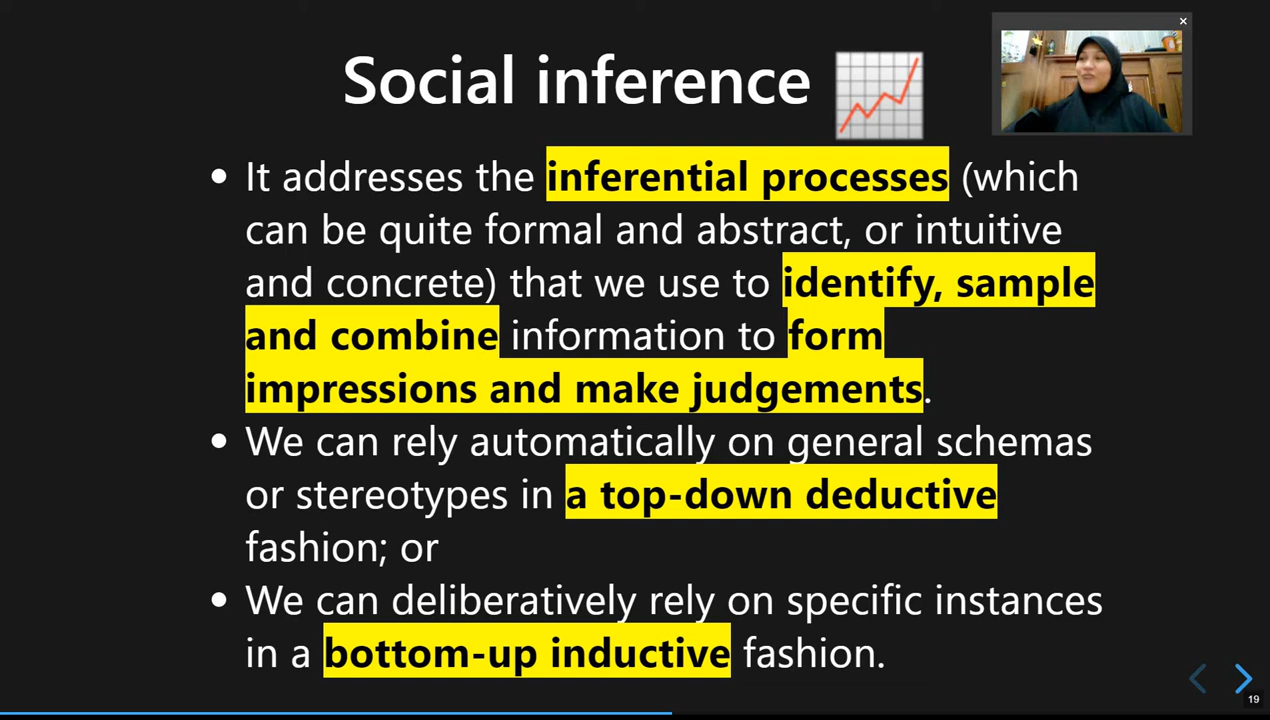 Social inference
• It addresses the inferential processes (which
can be quite formal and abstract, or intuitive
and concrete) that we use to identify, sample
and combine information to form
impressions and make judgements.
• We can rely automatically on general schemas
or stereotypes in a top-down deductive
fashion; or
• We can deliberatively rely on specific instances
in a bottom-up inductive fashion.
19